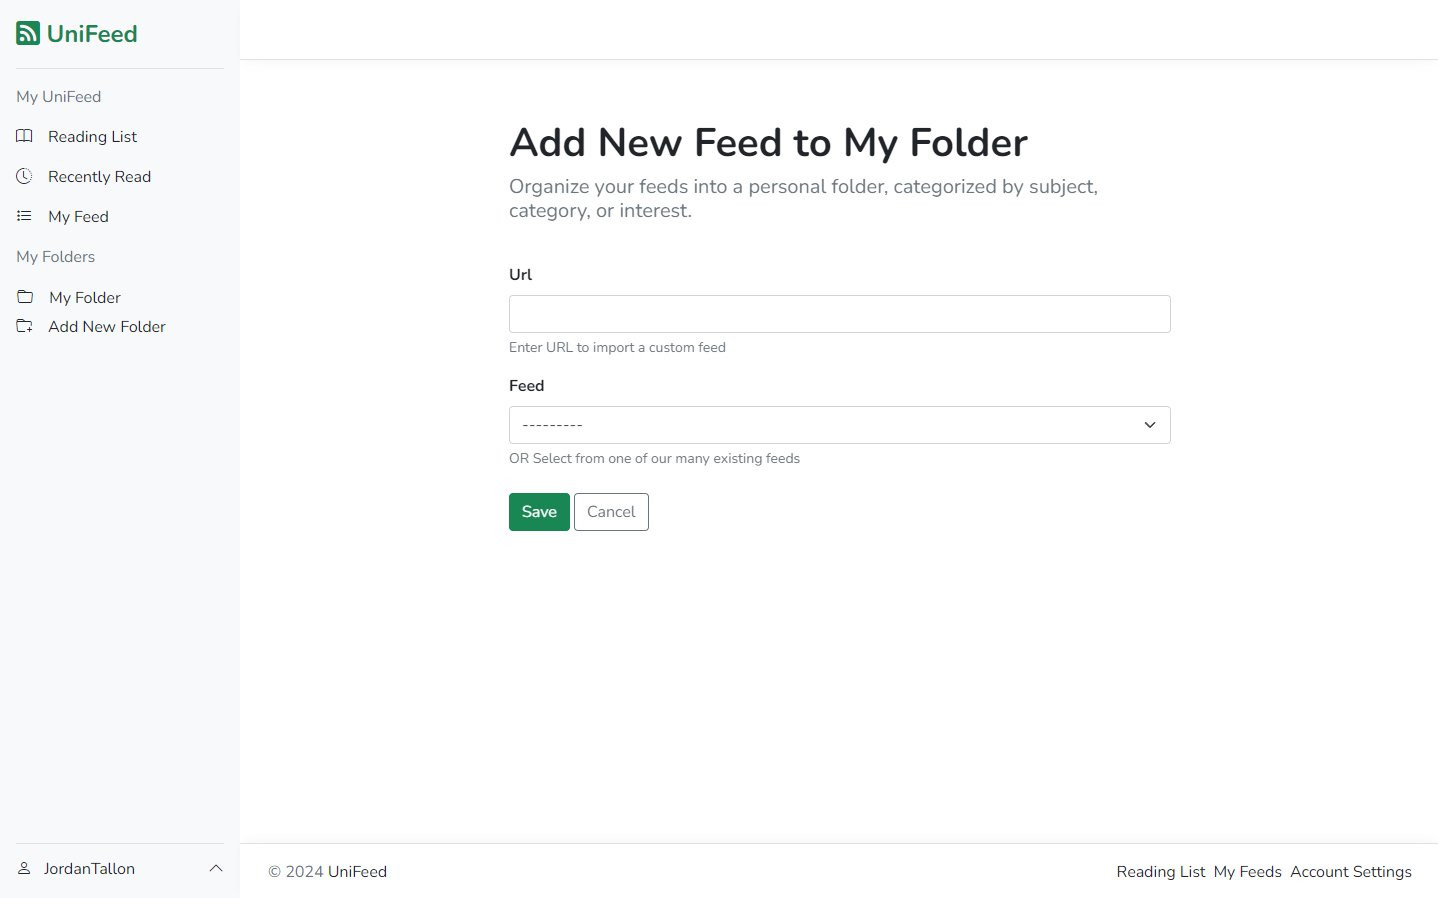 UniFeed
My UniFeed
Reading List
Recently Read
My Feed
My Folders
My Folder
Add New Folder
JordanTallon
Add New Feed to My Folder
Organize your feeds into a personal folder, categorized by subject,
category, or interest.
Url
Enter URL to import a custom feed
Feed
---------
OR Select from one of our many existing feeds
Save Cancel
© 2024 UniFeed
Reading List My Feeds Account Settings